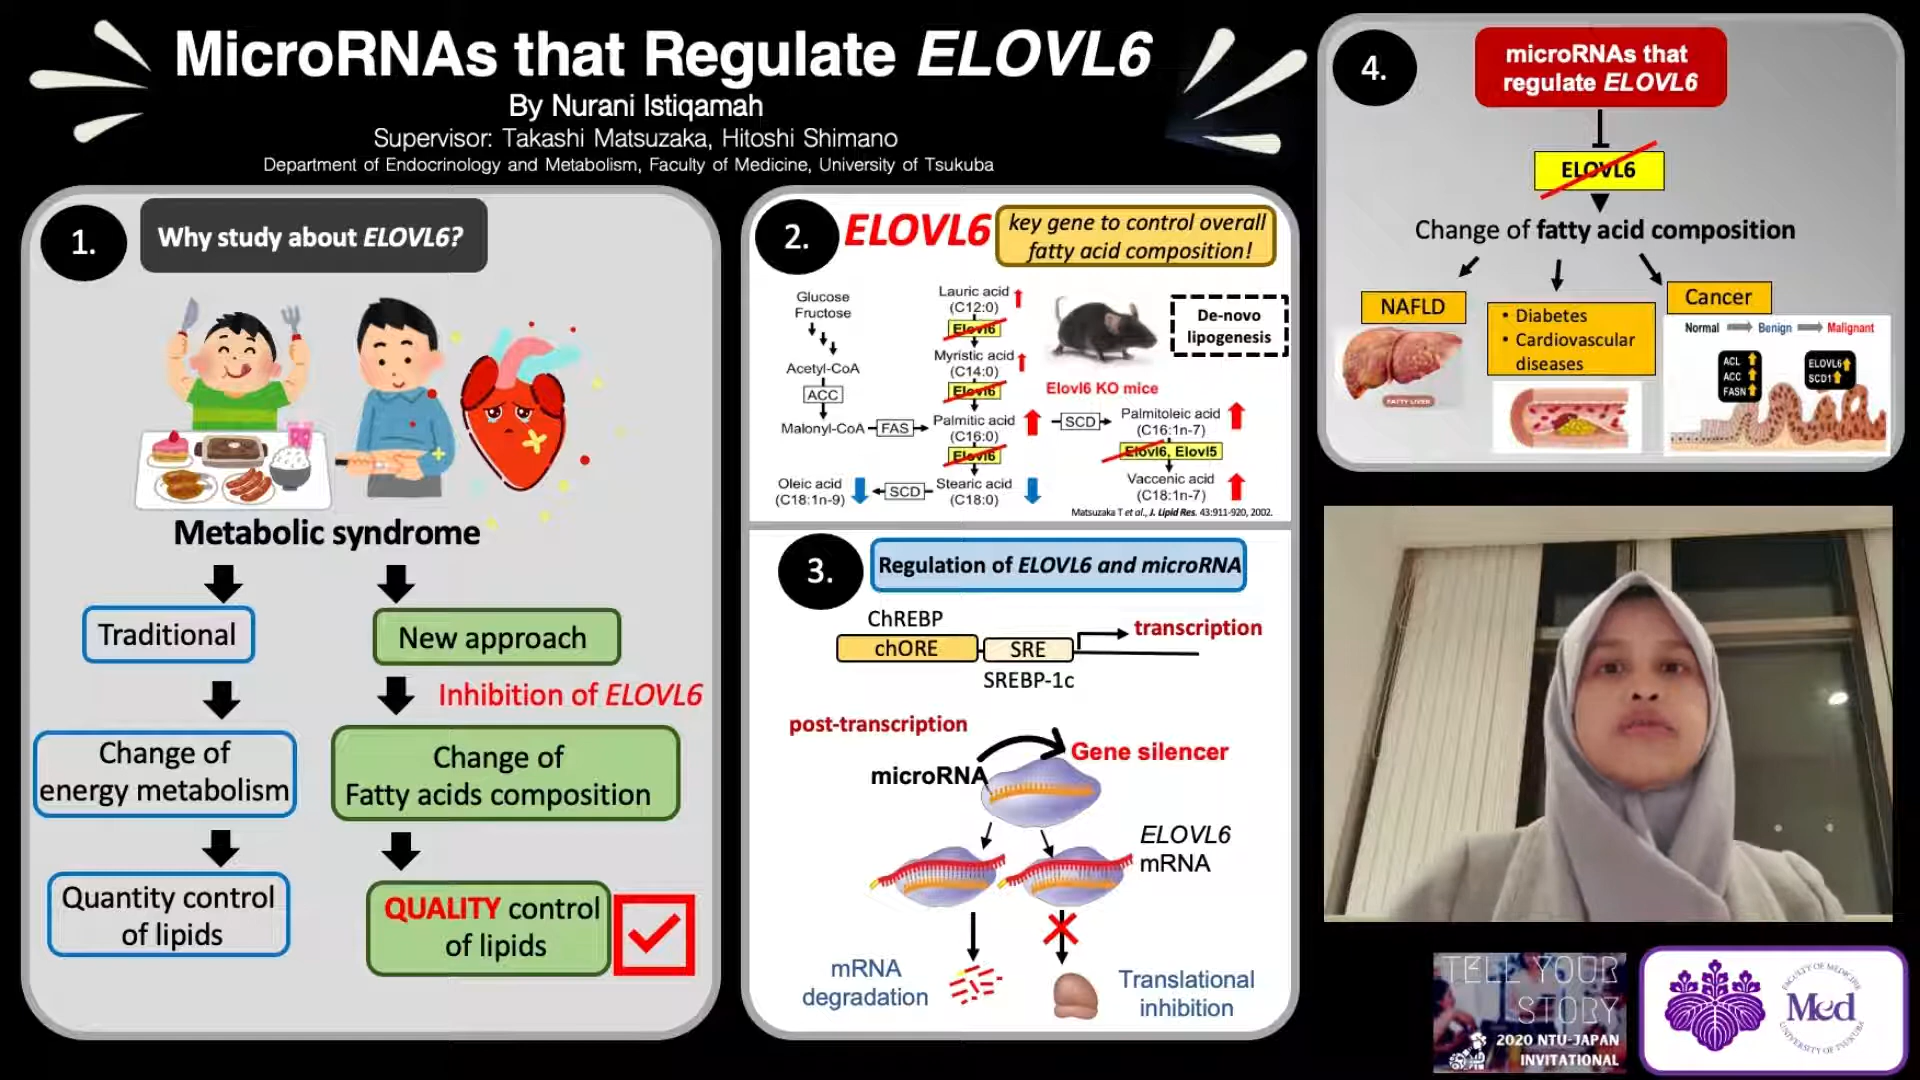 MicroRNAs that Regulate ELOVL6
By Nurani Istiqamah
Supervisor: Takashi Matsuzaka, Hitoshi Shimano
Department of Endocrinology and Metabolism, Faculty of Medicine, University of Tsukuba
1.
Why study about ELOVL6?
Metabolic syndrome
Traditional
New approach
Inhibition of ELOVL6
Change of
energy metabolism
Change of
Fatty acids composition
Quantity control
of lipids
QUALITY control
of lipids
2.
ELOVL6
key gene to control overall
fatty acid composition!
Glucose
Fructose
Acetyl-CoA
ACC
Malonyl-CoA
FAS
Lauric acid
(C12:0)
Elovl6
Myristic acid
(C14:0)
Elovl6
Palmitic acid
(C16:0)
Elovl6
Stearic acid
(C18:0)
SCD
Oleic acid
(C18:1n-9)
Elovl6 KO mice
De-novo
lipogenesis
SCD
Palmitoleic acid
(C16:1n-7)
Elovl6, Elovl5
Vaccenic acid
(C18:1n-7)
Matsuzaka T et al., J. Lipid Res. 43:911-920, 2002.
3.
Regulation of ELOVL6 and microRNA
ChREBP
chORE
SRE
transcription
SREBP-1c
post-transcription
Gene silencer
microRNA
ELOVL6
mRNA
mRNA
degradation
Translational
inhibition
4.
microRNAs that
regulate ELOVL6
ELOVL6
Change of fatty acid composition
NAFLD
FATTY LIVER
• Diabetes
• Cardiovascular
diseases
Cancer
Normal
Benign
Malignant
ACL
ACC
FASN
ELOVL6
SCD1
TELL YOUR
STORY
2020 NTU-JAPAN
INVITATIONAL
FACULTY OF MEDICINE
Med
UNIVERSITY OF TSUKUBA